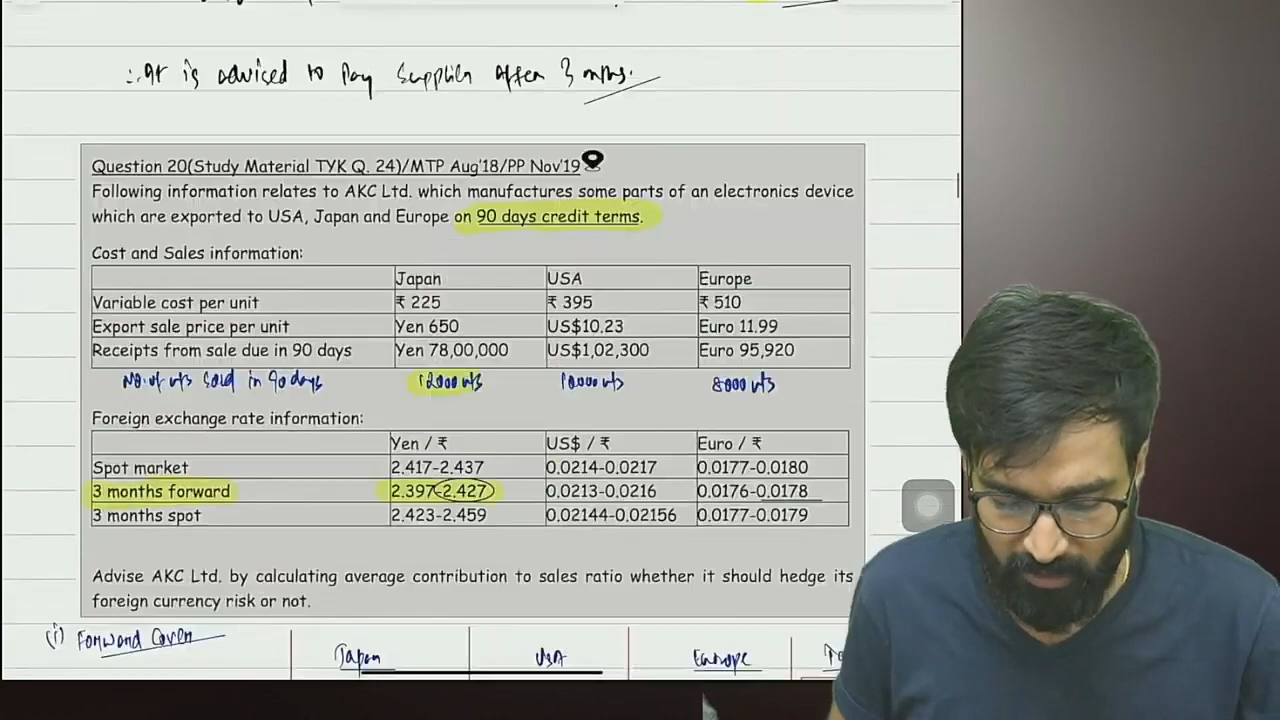 ∴ It is advised to Pay Supplier after 3 mnths.
Question 20(Study Material TYK Q. 24)/MTP Aug'18/PP Nov'19
Following information relates to AKC Ltd. which manufactures some parts of an electronics device
which are exported to USA, Japan and Europe on 90 days credit terms.
Cost and Sales information:
Japan USA Europe
Variable cost per unit ₹ 225 ₹ 395 ₹ 510
Export sale price per unit Yen 650 US$10.23 Euro 11.99
Receipts from sale due in 90 days Yen 78,00,000 US$1,02,300 Euro 95,920
No. of uts sold in 90 days 12000 uts 10000 uts 8000 uts
Foreign exchange rate information:
Yen / ₹ US$ / ₹ Euro / ₹
Spot market 2.417-2.437 0.0214-0.0217 0.0177-0.0180
3 months forward 2.397-2.427 0.0213-0.0216 0.0176-0.0178
3 months spot 2.423-2.459 0.02144-0.02156 0.0177-0.0179
Advise AKC Ltd. by calculating average contribution to sales ratio whether it should hedge its
foreign currency risk or not.
(i) Forward Cover
Japan USA Europe